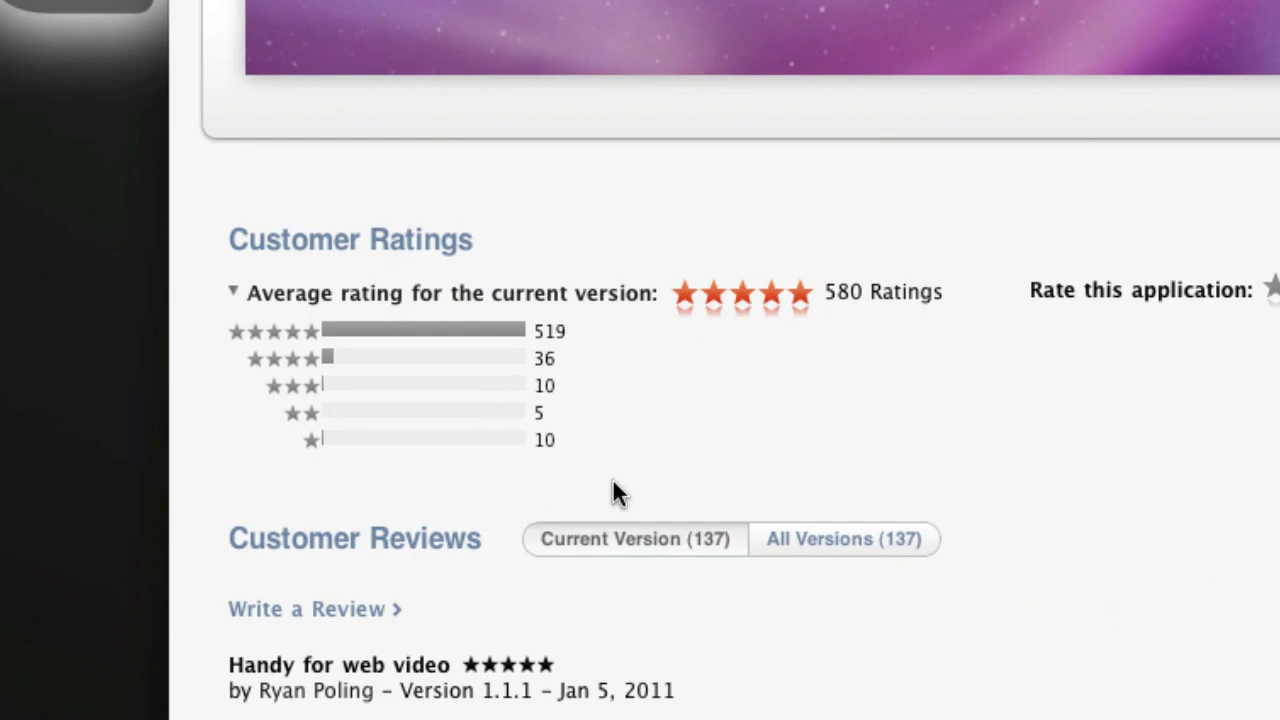 Customer Ratings
Average rating for the current version: 580 Ratings
Rate this application:
519
36
10
5
10
Customer Reviews
Current Version (137) All Versions (137)
Write a Review >
Handy for web video
by Ryan Poling – Version 1.1.1 – Jan 5, 2011